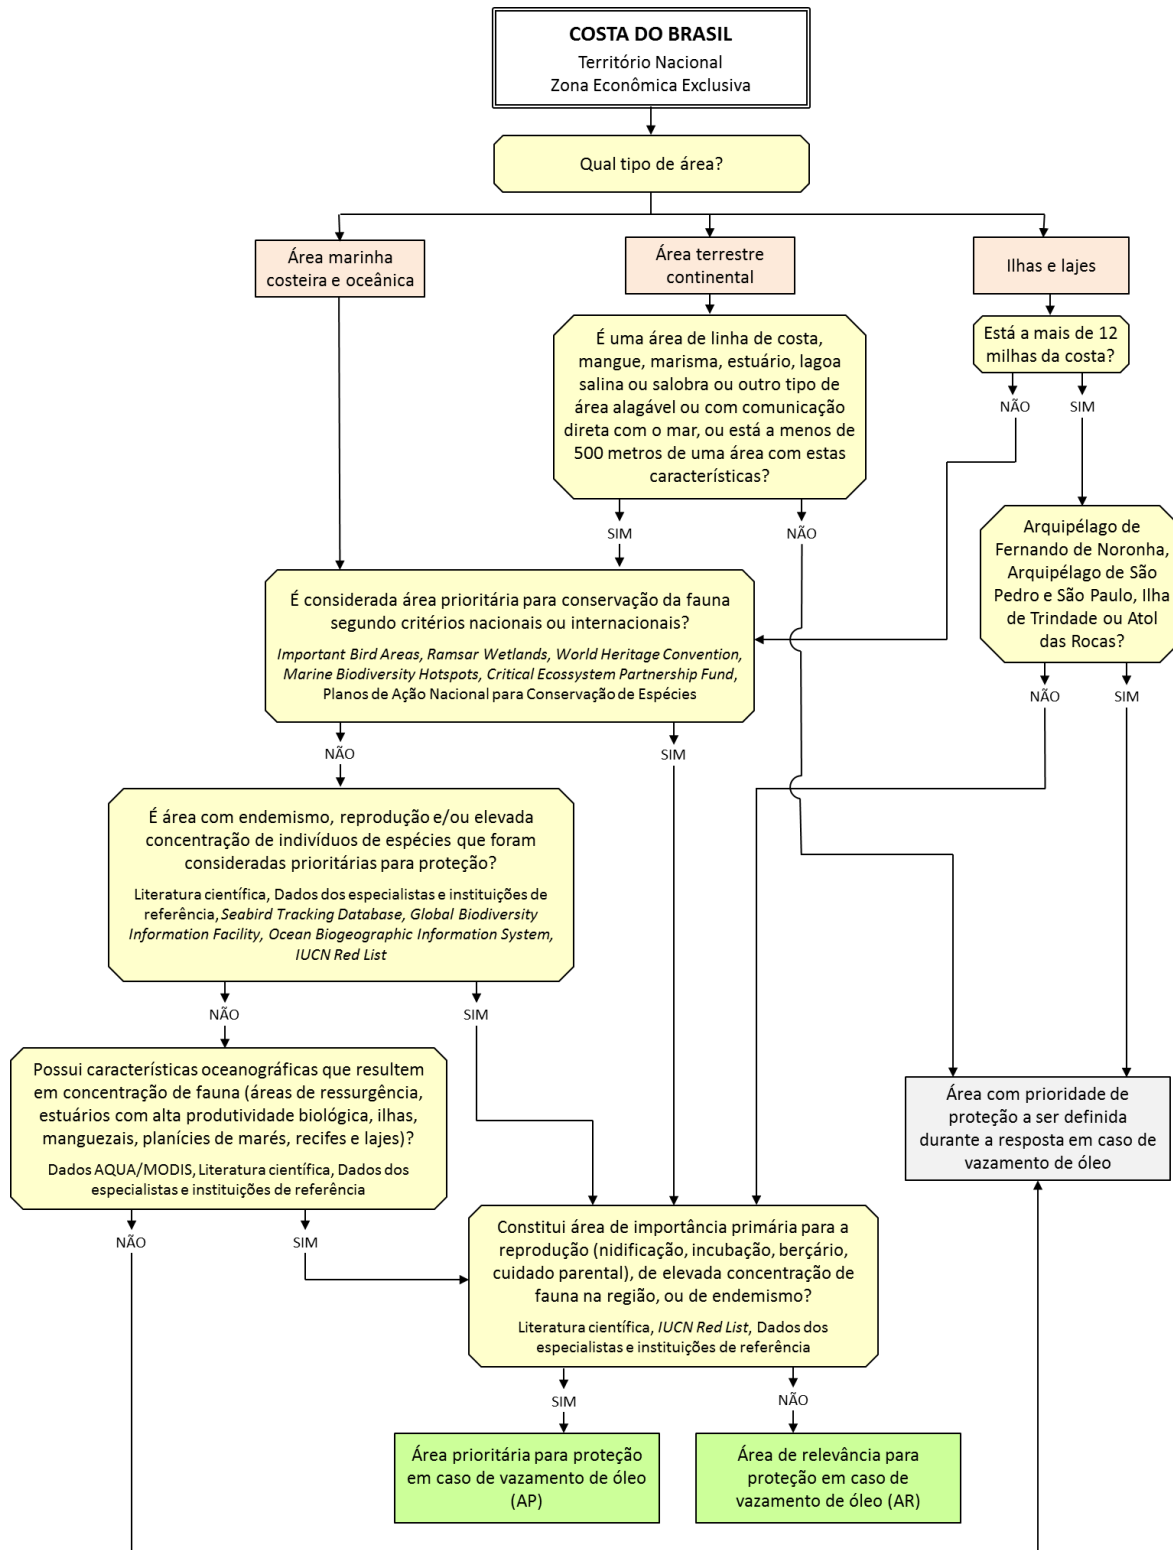 COSTA DO BRASIL
Território Nacional
Zona Econômica Exclusiva
Qual tipo de área?
Área marinha
costeira e oceânica
Área terrestre
continental
Ilhas e lajes
É uma área de linha de costa,
mangue, marisma, estuário, lagoa
salina ou salobra ou outro tipo de
área alagável ou com comunicação
direta com o mar, ou está a menos de
500 metros de uma área com estas
características?
Está a mais de 12
milhas da costa?
NÃO
SIM
SIM
NÃO
Arquipélago de
Fernando de Noronha,
Arquipélago de São
Pedro e São Paulo, Ilha
de Trindade ou Atol
das Rocas?
É considerada área prioritária para conservação da fauna
segundo critérios nacionais ou internacionais?
Important Bird Areas, Ramsar Wetlands, World Heritage Convention,
Marine Biodiversity Hotspots, Critical Ecosystem Partnership Fund,
Planos de Ação Nacional para Conservação de Espécies
NÃO
SIM
NÃO
SIM
É área com endemismo, reprodução e/ou elevada
concentração de indivíduos de espécies que foram
consideradas prioritárias para proteção?
Literatura científica, Dados dos especialistas e instituições de
referência, Seabird Tracking Database, Global Biodiversity
Information Facility, Ocean Biogeographic Information System,
IUCN Red List
NÃO
SIM
Possui características oceanográficas que resultem
em concentração de fauna (áreas de ressurgência,
estuários com alta produtividade biológica, ilhas,
manguezais, planícies de marés, recifes e lajes)?
Dados AQUA/MODIS, Literatura científica, Dados dos
especialistas e instituições de referência
Área com prioridade de
proteção a ser definida
durante a resposta em caso de
vazamento de óleo
NÃO
SIM
Constitui área de importância primária para a
reprodução (nidificação, incubação, berçário,
cuidado parental), de elevada concentração de
fauna na região, ou de endemismo?
Literatura científica, IUCN Red List, Dados dos
especialistas e instituições de referência
SIM
NÃO
Área prioritária para proteção
em caso de vazamento de óleo
(AP)
Área de relevância para
proteção em caso de
vazamento de óleo (AR)